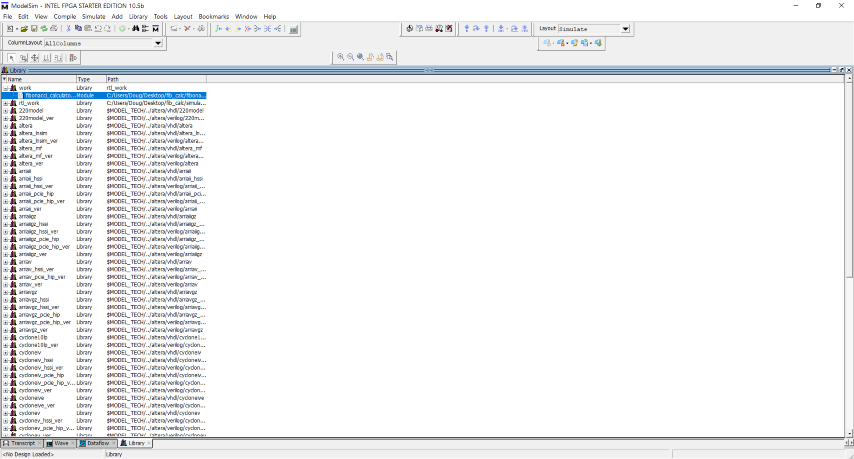 ModelSim - INTEL FPGA STARTER EDITION 10.5b
File Edit View Compile Simulate Add Library Tools Layout Bookmarks Window Help
Layout Simulate
ColumnLayout AllColumns
Library
Name Type Path
work Library rtl_work
fibonacci_calculato... Module C:/Users/Doug/Desktop/fib_calc/fibona...
rtl_work Library C:/Users/Doug/Desktop/fib_calc/simula...
220model Library $MODEL_TECH/../altera/vhdl/220model
220model_ver Library $MODEL_TECH/../altera/verilog/220m...
altera Library $MODEL_TECH/../altera/vhdl/altera
altera_lnsim Library $MODEL_TECH/../altera/vhdl/altera_ln...
altera_lnsim_ver Library $MODEL_TECH/../altera/verilog/altera...
altera_mf Library $MODEL_TECH/../altera/vhdl/altera_mf
altera_mf_ver Library $MODEL_TECH/../altera/verilog/altera...
altera_ver Library $MODEL_TECH/../altera/verilog/altera
arriaii Library $MODEL_TECH/../altera/vhdl/arriaii
arriaii_hssi Library $MODEL_TECH/../altera/vhdl/arriaii_hssi
arriaii_hssi_ver Library $MODEL_TECH/../altera/verilog/arriaii_...
arriaii_pcie_hip Library $MODEL_TECH/../altera/vhdl/arriaii_pci...
arriaii_pcie_hip_ver Library $MODEL_TECH/../altera/verilog/arriaii_...
arriaii_ver Library $MODEL_TECH/../altera/verilog/arriaii
arriaiigz Library $MODEL_TECH/../altera/vhdl/arriaiigz
arriaiigz_hssi Library $MODEL_TECH/../altera/vhdl/arriaiigz_...
arriaiigz_hssi_ver Library $MODEL_TECH/../altera/verilog/arriaiig...
arriaiigz_pcie_hip Library $MODEL_TECH/../altera/vhdl/arriaiigz_...
arriaiigz_pcie_hip_ver Library $MODEL_TECH/../altera/verilog/arriaiig...
arriaiigz_ver Library $MODEL_TECH/../altera/verilog/arriaiigz
arriav Library $MODEL_TECH/../altera/vhdl/arriav
arriav_hssi_ver Library $MODEL_TECH/../altera/verilog/arriav_...
arriav_pcie_hip_ver Library $MODEL_TECH/../altera/verilog/arriav_...
arriav_ver Library $MODEL_TECH/../altera/verilog/arriav
arriavgz Library $MODEL_TECH/../altera/vhdl/arriavgz
arriavgz_hssi Library $MODEL_TECH/../altera/vhdl/arriavgz_...
arriavgz_hssi_ver Library $MODEL_TECH/../altera/verilog/arriavg...
arriavgz_pcie_hip Library $MODEL_TECH/../altera/vhdl/arriavgz_...
arriavgz_pcie_hip_ver Library $MODEL_TECH/../altera/verilog/arriavg...
arriavgz_ver Library $MODEL_TECH/../altera/verilog/arriavgz
cyclone10lp Library $MODEL_TECH/../altera/vhdl/cyclone1...
cyclone10lp_ver Library $MODEL_TECH/../altera/verilog/cyclon...
cycloneiv Library $MODEL_TECH/../altera/vhdl/cycloneiv
cycloneiv_hssi Library $MODEL_TECH/../altera/vhdl/cycloneiv...
cycloneiv_hssi_ver Library $MODEL_TECH/../altera/verilog/cyclon...
cycloneiv_pcie_hip Library $MODEL_TECH/../altera/vhdl/cycloneiv...
cycloneiv_pcie_hip_v... Library $MODEL_TECH/../altera/verilog/cyclon...
cycloneiv_ver Library $MODEL_TECH/../altera/verilog/cyclon...
cycloneive Library $MODEL_TECH/../altera/vhdl/cycloneive
cycloneive_ver Library $MODEL_TECH/../altera/verilog/cyclon...
cyclonev Library $MODEL_TECH/../altera/vhdl/cyclonev
cyclonev_hssi_ver Library $MODEL_TECH/../altera/verilog/cyclon...
cyclonev_pcie_hip_v... Library $MODEL_TECH/../altera/verilog/cyclon...
cyclonev_ver Library $MODEL_TECH/../altera/verilog/cyclonev
Transcript Wave Dataflow Library
<No Design Loaded> Library